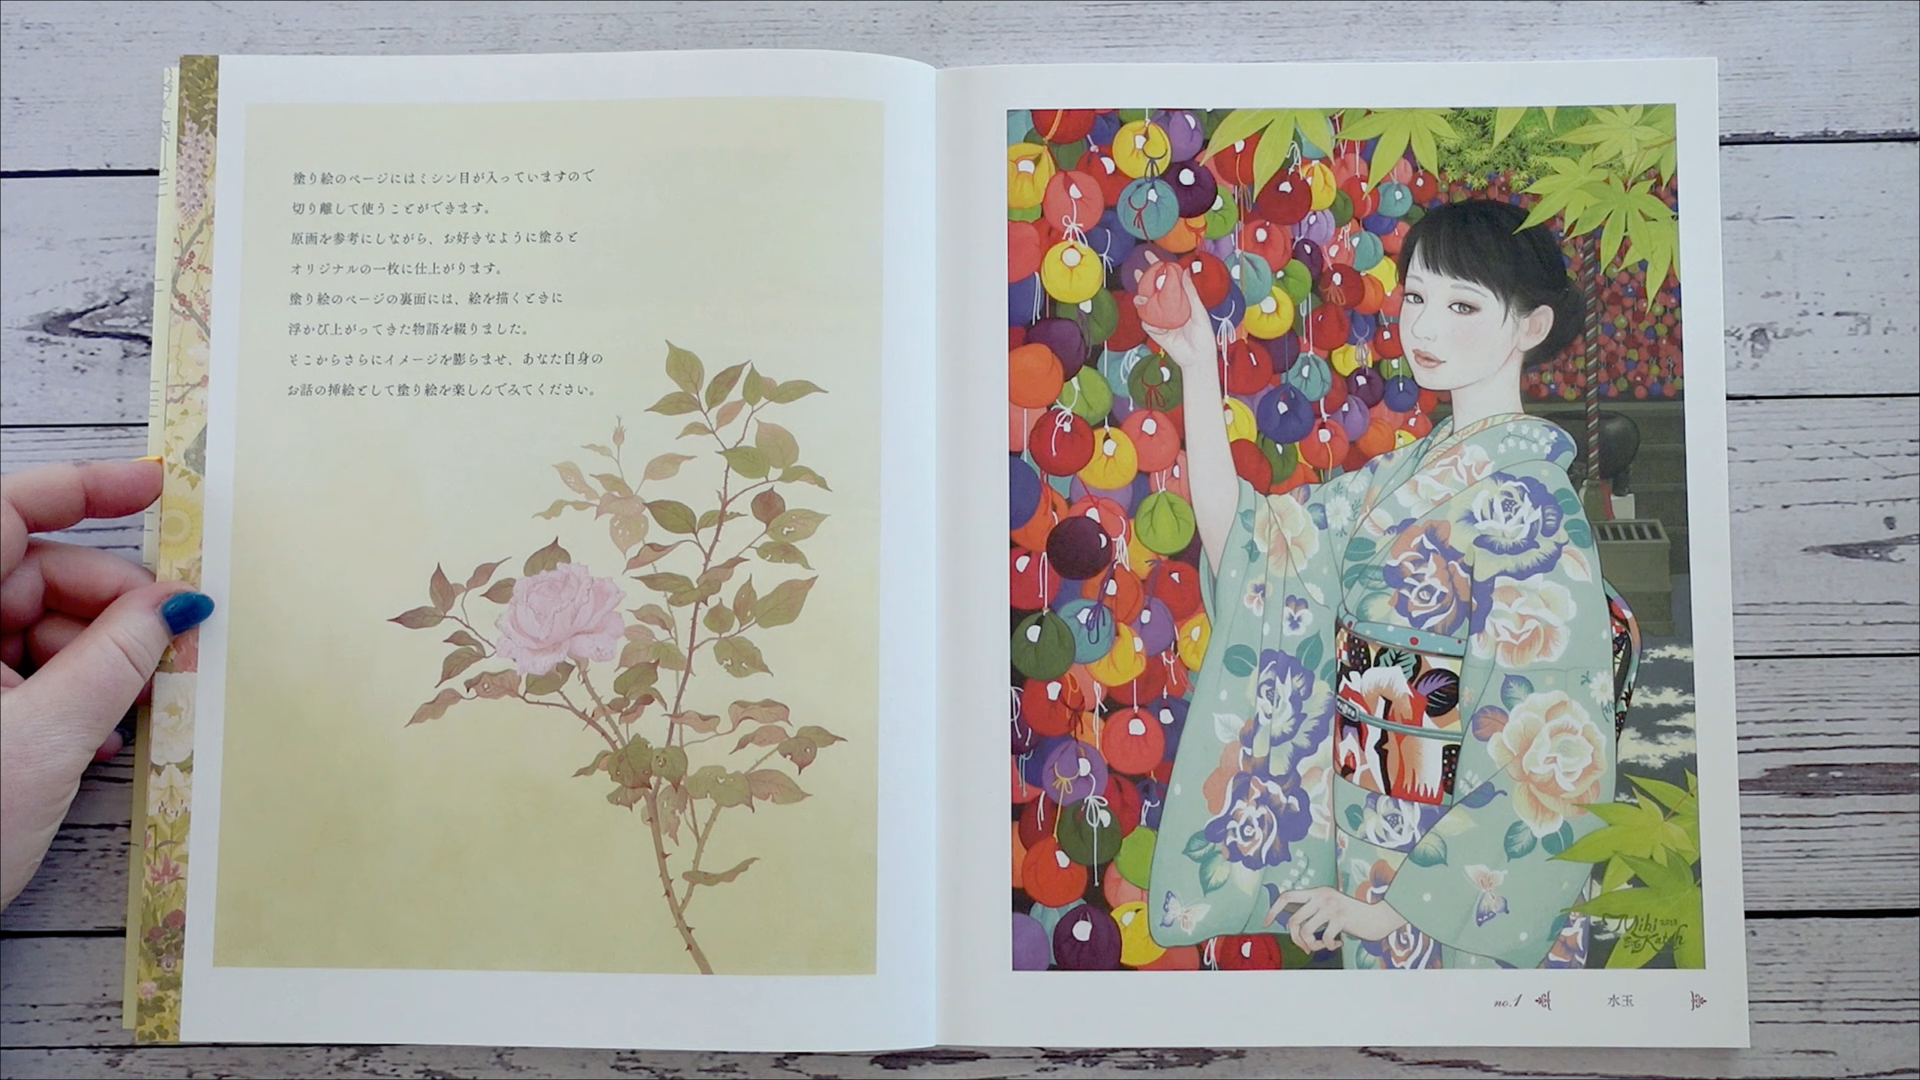 塗り絵のページにはミシン目が入っていますので
切り離して使うことができます。
原画を参考にしながら、お好きなように塗ると
オリジナルの一枚に仕上がります。
塗り絵のページの裏面には、絵を描くときに
浮かび上がってきた物語を綴りました。
そこからさらにイメージを膨らませ、あなた自身の
お話の挿絵として塗り絵を楽しんでみてください。
Mihi
Katoh
no.1 水玉